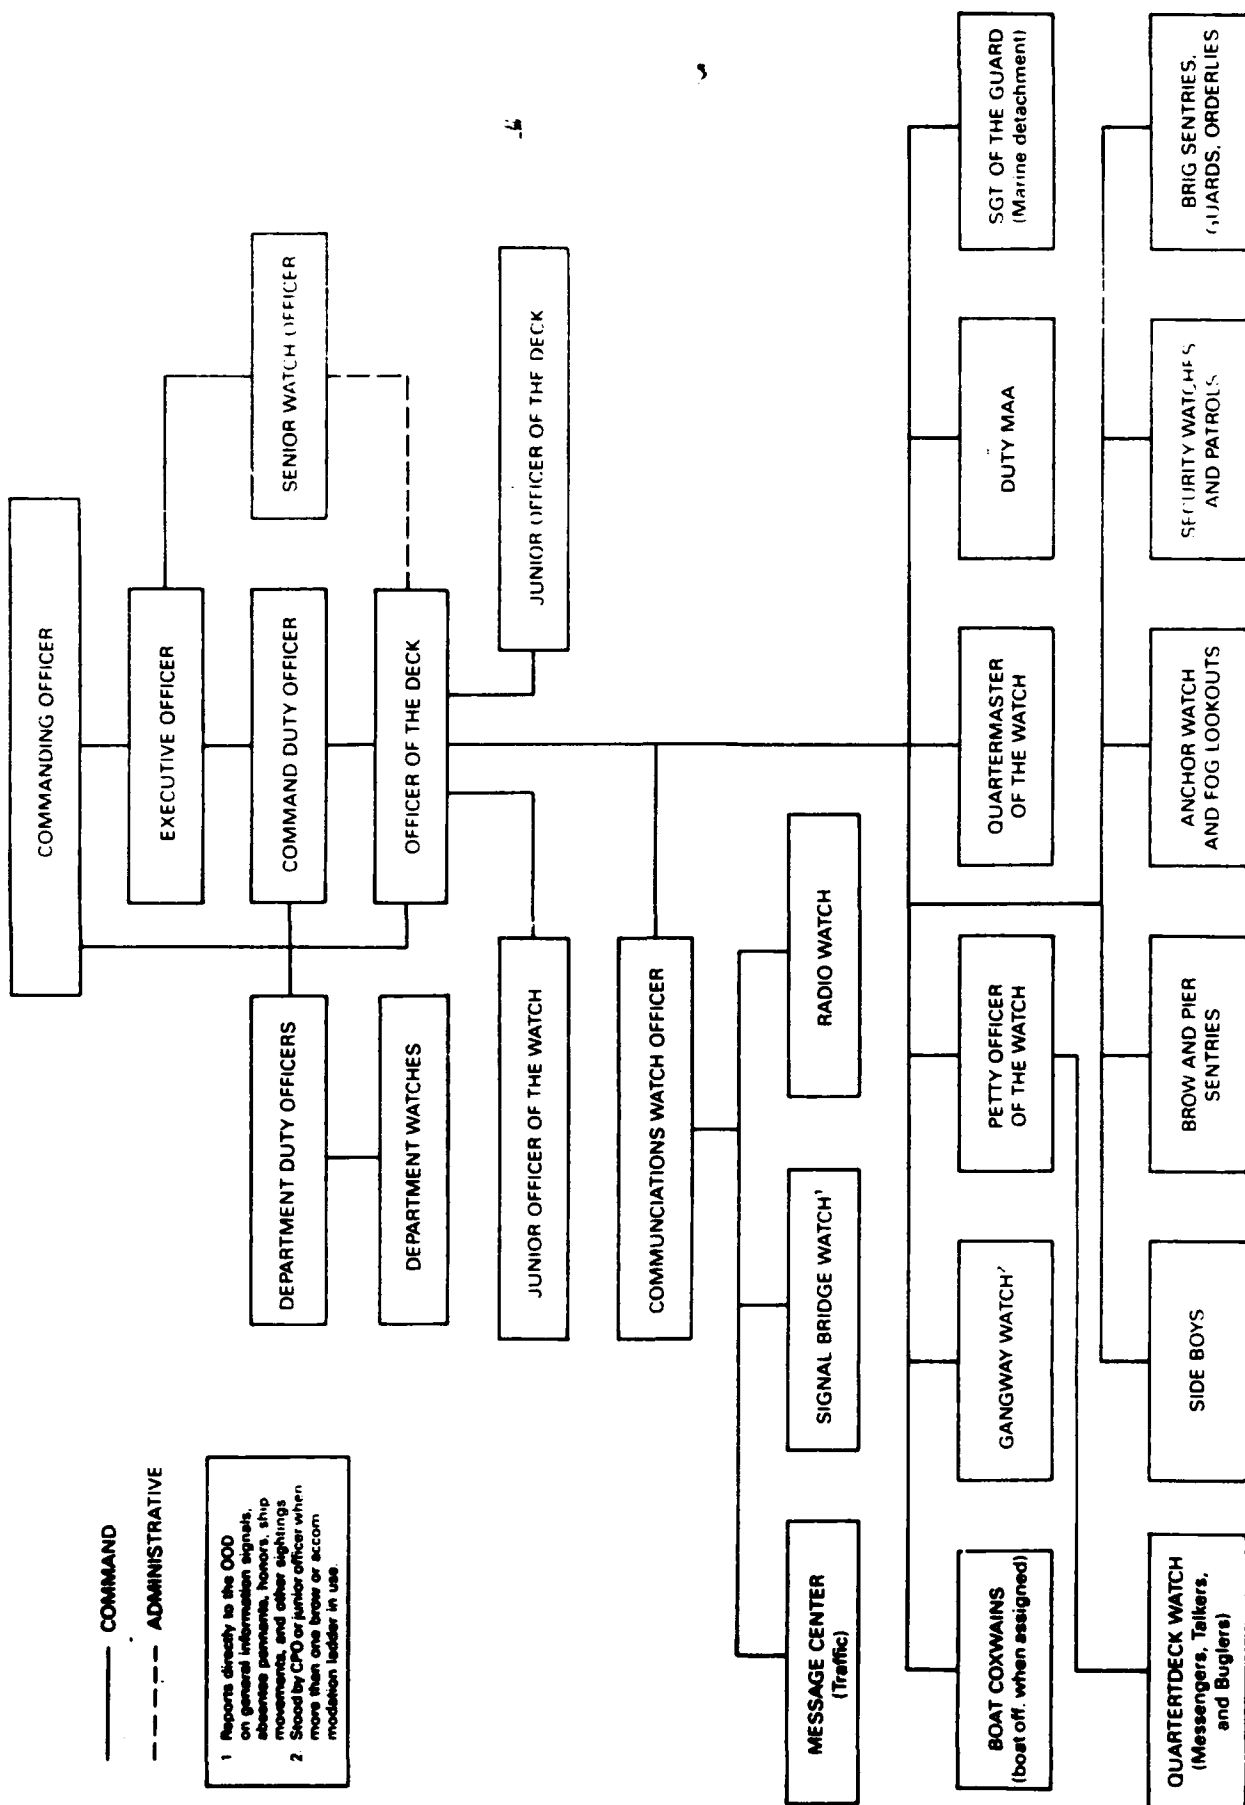 COMMANDING OFFICER
EXECUTIVE OFFICER
SENIOR WATCH OFFICER
COMMAND DUTY OFFICER
DEPARTMENT DUTY OFFICERS
OFFICER OF THE DECK
DEPARTMENT WATCHES
JUNIOR OFFICER OF THE DECK
JUNIOR OFFICER OF THE WATCH
COMMAND
ADMINISTRATIVE
1 Reports directly to the OOD
on general information signals,
absentee pennants, honors, ship
movements, and other sightings
2. Stood by CPO or junior officer when
more than one brow or accom
modation ladder in use.
COMMUNCIATIONS WATCH OFFICER
MESSAGE CENTER
(Traffic)
SIGNAL BRIDGE WATCH'
RADIO WATCH
BOAT COXWAINS
(boat off. when assigned)
GANGWAY WATCH'
PETTY OFFICER
OF THE WATCH
QUARTERMASTER
OF THE WATCH
DUTY MAA
SGT OF THE GUARD
(Marine detachment)
QUARTERTDECK WATCH
(Messengers, Talkers,
and Buglers)
SIDE BOYS
BROW AND PIER
SENTRIES
ANCHOR WATCH
AND FOG LOOKOUTS
SECURITY WATCHES
AND PATROLS
BRIG SENTRIES,
GUARDS, ORDERLIES